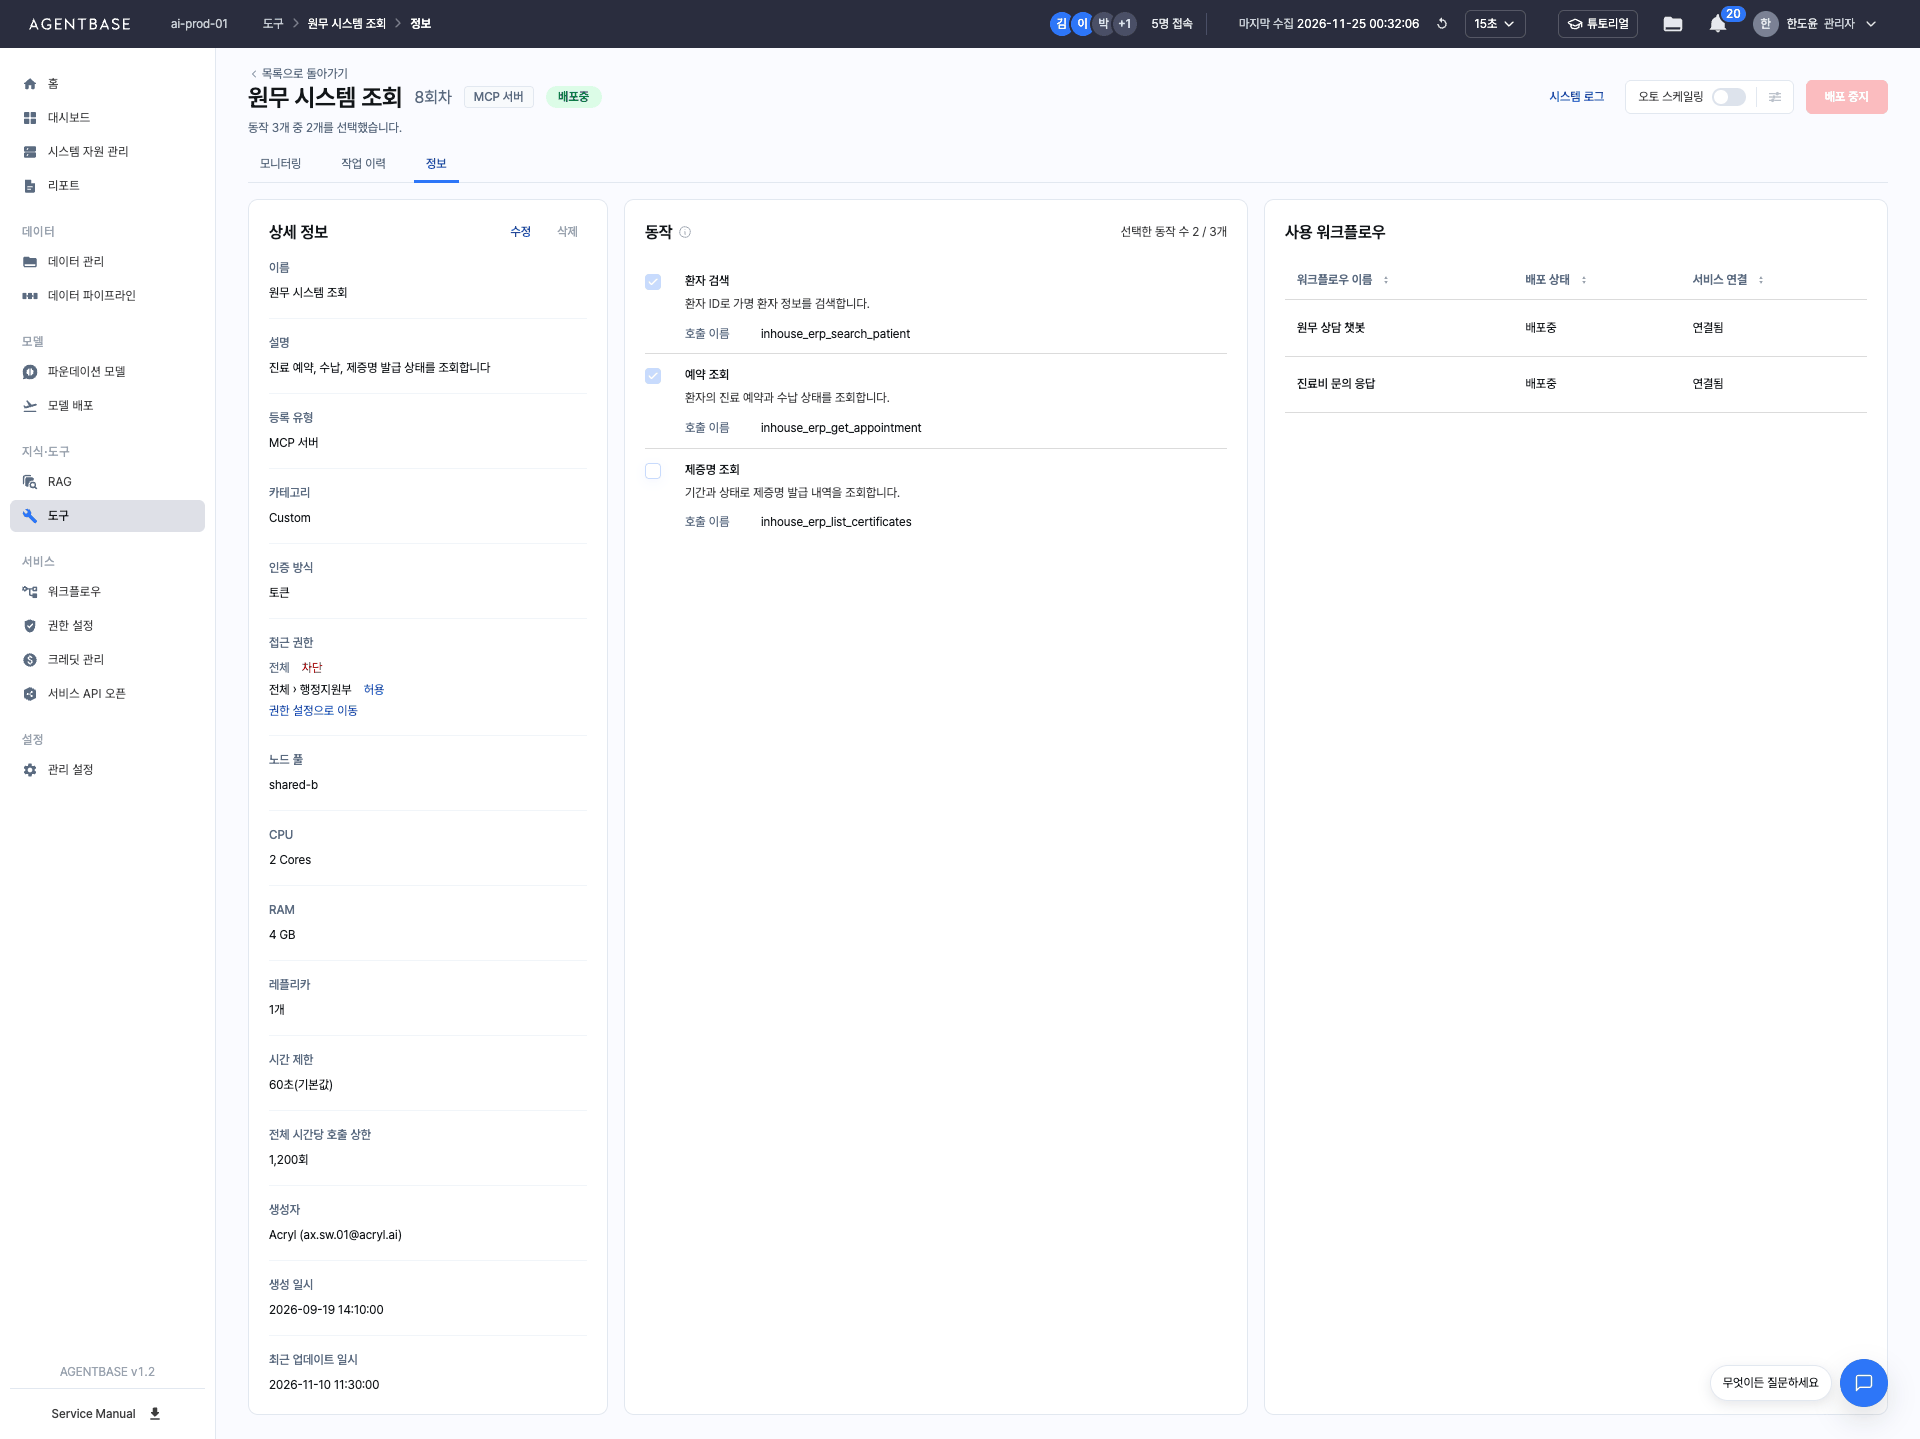 AGENTBASE
ai-prod-01
도구 > 원무 시스템 조회 > 정보
김 이 박 +1 5명 접속
마지막 수집 2026-11-25 00:32:06
15초
튜토리얼
20
한 한도윤 관리자
홈
대시보드
시스템 자원 관리
리포트
데이터
데이터 관리
데이터 파이프라인
모델
파운데이션 모델
모델 배포
지식·도구
RAG
도구
서비스
워크플로우
권한 설정
크레딧 관리
서비스 API 오픈
설정
관리 설정
AGENTBASE v1.2
Service Manual
목록으로 돌아가기
원무 시스템 조회 8회차 MCP 서버 배포중
동작 3개 중 2개를 선택했습니다.
시스템 로그
오토 스케일링
배포 중지
모니터링 작업 이력 정보
상세 정보 수정 삭제
이름
원무 시스템 조회
설명
진료 예약, 수납, 제증명 발급 상태를 조회합니다
등록 유형
MCP 서버
카테고리
Custom
인증 방식
토큰
접근 권한
전체 차단
전체 › 행정지원부 허용
권한 설정으로 이동
노드 풀
shared-b
CPU
2 Cores
RAM
4 GB
레플리카
1개
시간 제한
60초(기본값)
전체 시간당 호출 상한
1,200회
생성자
Acryl (ax.sw.01@acryl.ai)
생성 일시
2026-09-19 14:10:00
최근 업데이트 일시
2026-11-10 11:30:00
동작
선택한 동작 수 2 / 3개
환자 검색
환자 ID로 가명 환자 정보를 검색합니다.
호출 이름 inhouse_erp_search_patient
예약 조회
환자의 진료 예약과 수납 상태를 조회합니다.
호출 이름 inhouse_erp_get_appointment
제증명 조회
기간과 상태로 제증명 발급 내역을 조회합니다.
호출 이름 inhouse_erp_list_certificates
사용 워크플로우
워크플로우 이름 배포 상태 서비스 연결
원무 상담 챗봇 배포중 연결됨
진료비 문의 응답 배포중 연결됨
무엇이든 질문하세요